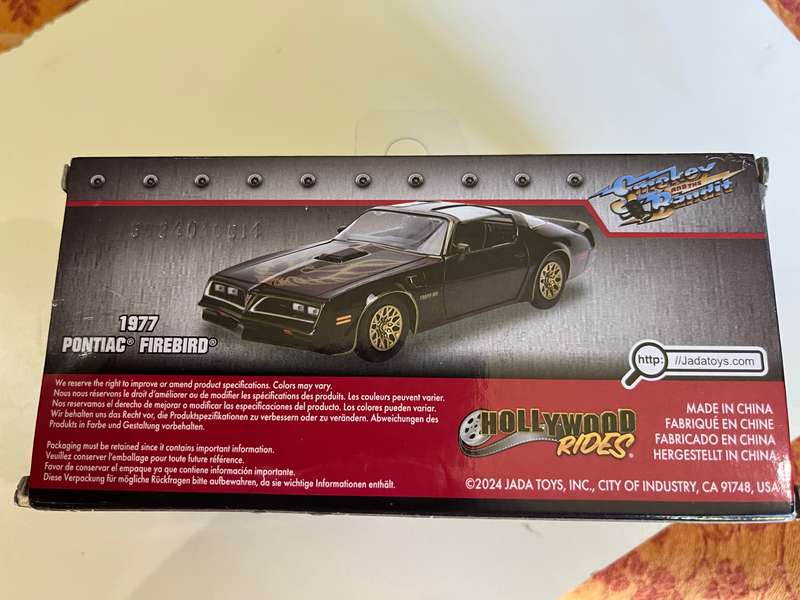 Smokey
AND THE
Bandit
1977
PONTIAC® FIREBIRD®
http: //Jadatoys.com
We reserve the right to improve or amend product specifications. Colors may vary.
Nous nous réservons le droit d'améliorer ou de modifier les spécifications des produits. Les couleurs peuvent varier.
Nos reservamos el derecho de mejorar o modificar las especificaciones del producto. Los colores pueden variar.
Wir behalten uns das Recht vor, die Produktspezifikationen zu verbessern oder zu verändern. Abweichungen des
Produkts in Farbe und Gestaltung vorbehalten.
Packaging must be retained since it contains important information.
Veuillez conserver l'emballage pour toute future référence.
Favor de conservar el empaque ya que contiene información importante.
Diese Verpackung für mögliche Rückfragen bitte aufbewahren, da sie wichtige Informationen enthält.
HOLLYWOOD
RIDES®
MADE IN CHINA
FABRIQUÉ EN CHINE
FABRICADO EN CHINA
HERGESTELLT IN CHINA
©2024 JADA TOYS, INC., CITY OF INDUSTRY, CA 91748, USA